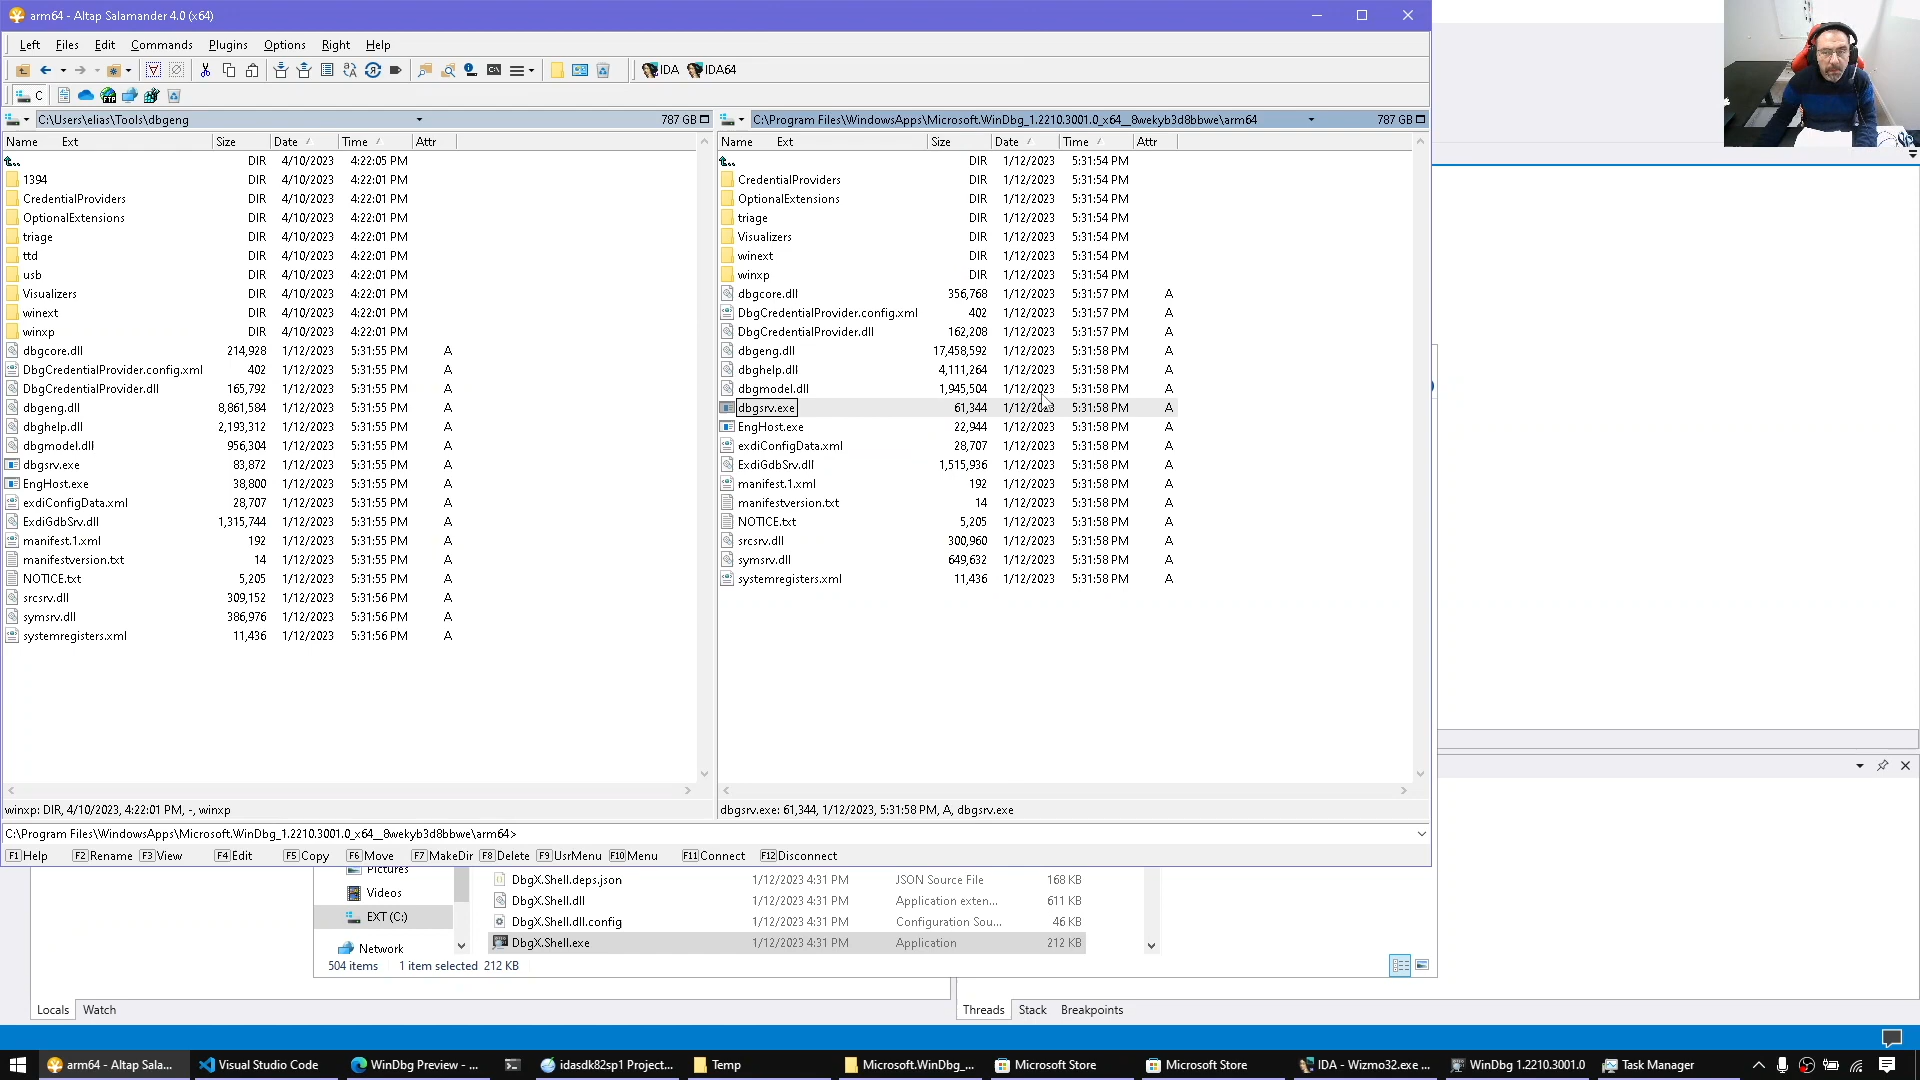 arm64 - Altap Salamander 4.0 (x64)
Left Files Edit Commands Plugins Options Right Help
IDA IDA64
C
C:\Users\elias\Tools\dbgeng 787 GB
Name Ext Size Date Time Attr
DIR 4/10/2023 4:22:05 PM
1394 DIR 4/10/2023 4:22:01 PM
CredentialProviders DIR 4/10/2023 4:22:01 PM
OptionalExtensions DIR 4/10/2023 4:22:01 PM
triage DIR 4/10/2023 4:22:01 PM
ttd DIR 4/10/2023 4:22:01 PM
usb DIR 4/10/2023 4:22:01 PM
Visualizers DIR 4/10/2023 4:22:01 PM
winext DIR 4/10/2023 4:22:01 PM
winxp DIR 4/10/2023 4:22:01 PM
dbgcore.dll 214,928 1/12/2023 5:31:55 PM A
DbgCredentialProvider.config.xml 402 1/12/2023 5:31:55 PM A
DbgCredentialProvider.dll 165,792 1/12/2023 5:31:55 PM A
dbgeng.dll 8,861,584 1/12/2023 5:31:55 PM A
dbghelp.dll 2,193,312 1/12/2023 5:31:55 PM A
dbgmodel.dll 956,304 1/12/2023 5:31:55 PM A
dbgsrv.exe 83,872 1/12/2023 5:31:55 PM A
EngHost.exe 38,800 1/12/2023 5:31:55 PM A
exdiConfigData.xml 28,707 1/12/2023 5:31:55 PM A
ExdiGdbSrv.dll 1,315,744 1/12/2023 5:31:55 PM A
manifest.1.xml 192 1/12/2023 5:31:55 PM A
manifestversion.txt 14 1/12/2023 5:31:55 PM A
NOTICE.txt 5,205 1/12/2023 5:31:55 PM A
srcsrv.dll 309,152 1/12/2023 5:31:56 PM A
symsrv.dll 386,976 1/12/2023 5:31:56 PM A
systemregisters.xml 11,436 1/12/2023 5:31:56 PM A
winxp: DIR, 4/10/2023, 4:22:01 PM, -, winxp
C:\Program Files\WindowsApps\Microsoft.WinDbg_1.2210.3001.0_x64__8wekyb3d8bbwe\arm64 787 GB
Name Ext Size Date Time Attr
DIR 1/12/2023 5:31:54 PM
CredentialProviders DIR 1/12/2023 5:31:54 PM
OptionalExtensions DIR 1/12/2023 5:31:54 PM
triage DIR 1/12/2023 5:31:54 PM
Visualizers DIR 1/12/2023 5:31:54 PM
winext DIR 1/12/2023 5:31:54 PM
winxp DIR 1/12/2023 5:31:54 PM
dbgcore.dll 356,768 1/12/2023 5:31:57 PM A
DbgCredentialProvider.config.xml 402 1/12/2023 5:31:57 PM A
DbgCredentialProvider.dll 162,208 1/12/2023 5:31:57 PM A
dbgeng.dll 17,458,592 1/12/2023 5:31:58 PM A
dbghelp.dll 4,111,264 1/12/2023 5:31:58 PM A
dbgmodel.dll 1,945,504 1/12/2023 5:31:58 PM A
dbgsrv.exe 61,344 1/12/2023 5:31:58 PM A
EngHost.exe 22,944 1/12/2023 5:31:58 PM A
exdiConfigData.xml 28,707 1/12/2023 5:31:58 PM A
ExdiGdbSrv.dll 1,515,936 1/12/2023 5:31:58 PM A
manifest.1.xml 192 1/12/2023 5:31:58 PM A
manifestversion.txt 14 1/12/2023 5:31:58 PM A
NOTICE.txt 5,205 1/12/2023 5:31:58 PM A
srcsrv.dll 300,960 1/12/2023 5:31:58 PM A
symsrv.dll 649,632 1/12/2023 5:31:58 PM A
systemregisters.xml 11,436 1/12/2023 5:31:58 PM A
dbgsrv.exe: 61,344, 1/12/2023, 5:31:58 PM, A, dbgsrv.exe
C:\Program Files\WindowsApps\Microsoft.WinDbg_1.2210.3001.0_x64__8wekyb3d8bbwe\arm64>
F1 Help F2 Rename F3 View F4 Edit F5 Copy F6 Move F7 MakeDir F8 Delete F9 UsrMenu F10 Menu F11 Connect F12 Disconnect
Pictures
Videos
EXT (C:)
Network
DbgX.Shell.deps.json 1/12/2023 4:31 PM JSON Source File 168 KB
DbgX.Shell.dll 1/12/2023 4:31 PM Application exten... 611 KB
DbgX.Shell.dll.config 1/12/2023 4:31 PM Configuration Sou... 46 KB
DbgX.Shell.exe 1/12/2023 4:31 PM Application 212 KB
504 items 1 item selected 212 KB
Locals Watch
Threads Stack Breakpoints
arm64 - Altap Sala... Visual Studio Code WinDbg Preview - ... idasdk82sp1 Project... Temp Microsoft.WinDbg_... Microsoft Store Microsoft Store IDA - Wizmo32.exe ... WinDbg 1.2210.3001.0 Task Manager